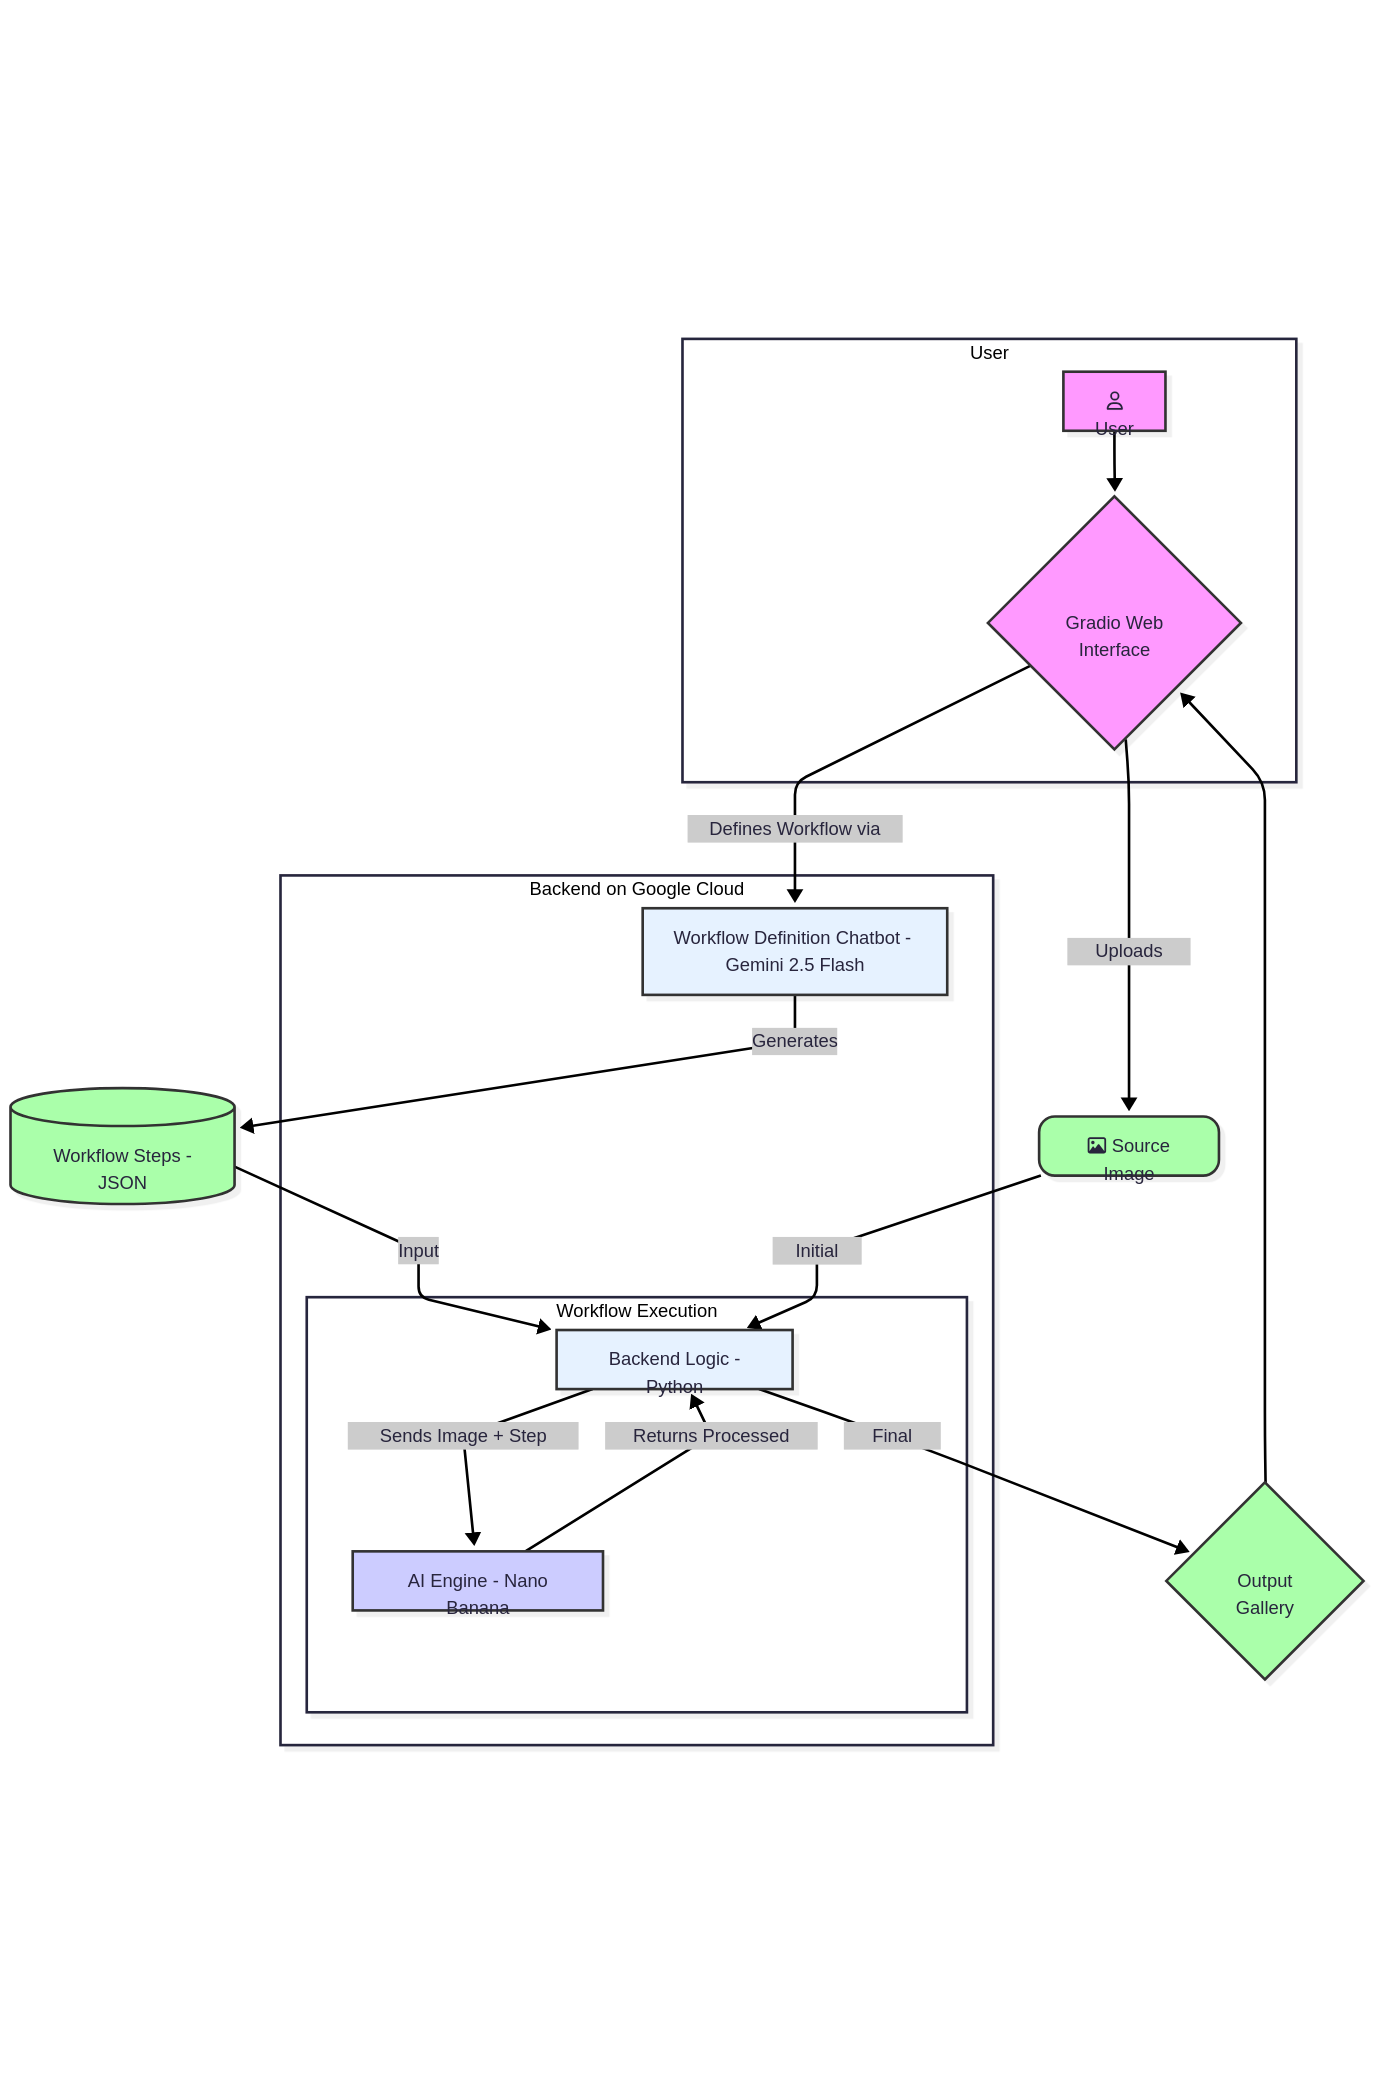 User
User
Gradio Web
Interface
Defines Workflow via
Backend on Google Cloud
Workflow Definition Chatbot -
Gemini 2.5 Flash
Uploads
Generates
Workflow Steps -
JSON
Source
Image
Input
Initial
Workflow Execution
Backend Logic -
Python
Sends Image + Step
Returns Processed
Final
AI Engine - Nano
Banana
Output
Gallery